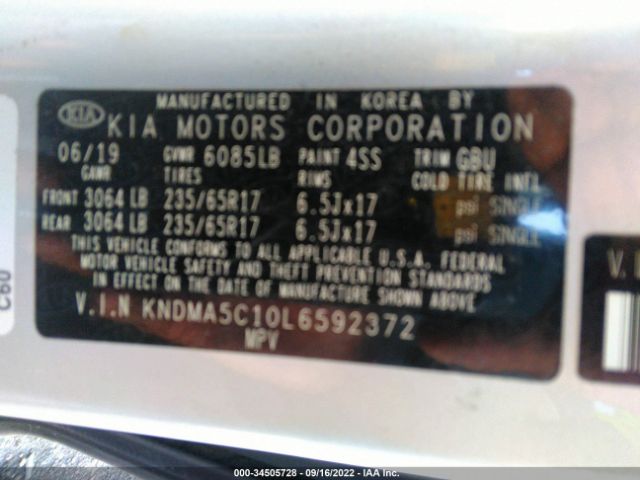 MANUFACTURED IN KOREA BY
KIA KIA MOTORS CORPORATION
06/19 GVWR 6085LB PAINT 4SS TRIM GBU
GAWR TIRES RIMS COLD TIRE INFL
FRONT 3064 LB 235/65R17 6.5Jx17 psi SINGLE
REAR 3064 LB 235/65R17 6.5Jx17 psi SINGLE
THIS VEHICLE CONFORMS TO ALL APPLICABLE U.S.A. FEDERAL
MOTOR VEHICLE SAFETY AND THEFT PREVENTION STANDARDS
IN EFFECT ON THE DATE OF MANUFACTURE SHOWN ABOVE.
V.I.N KNDMA5C10L6592372
MPV
C60
V.
000-34505728 - 09/16/2022 - IAA Inc.